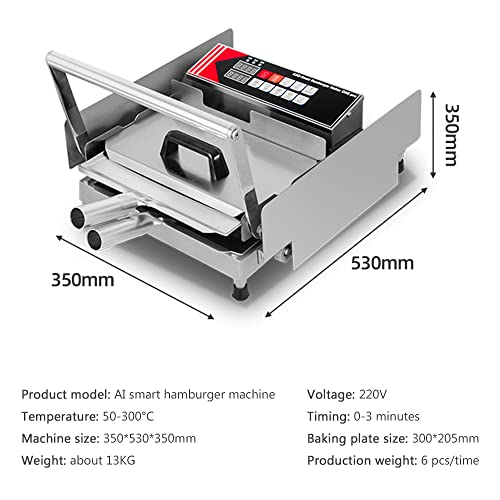 350mm
530mm
350mm
Product model: AI smart hamburger machine
Temperature: 50-300°C
Machine size: 350*530*350mm
Weight: about 13KG
Voltage: 220V
Timing: 0-3 minutes
Baking plate size: 300*205mm
Production weight: 6 pcs/time